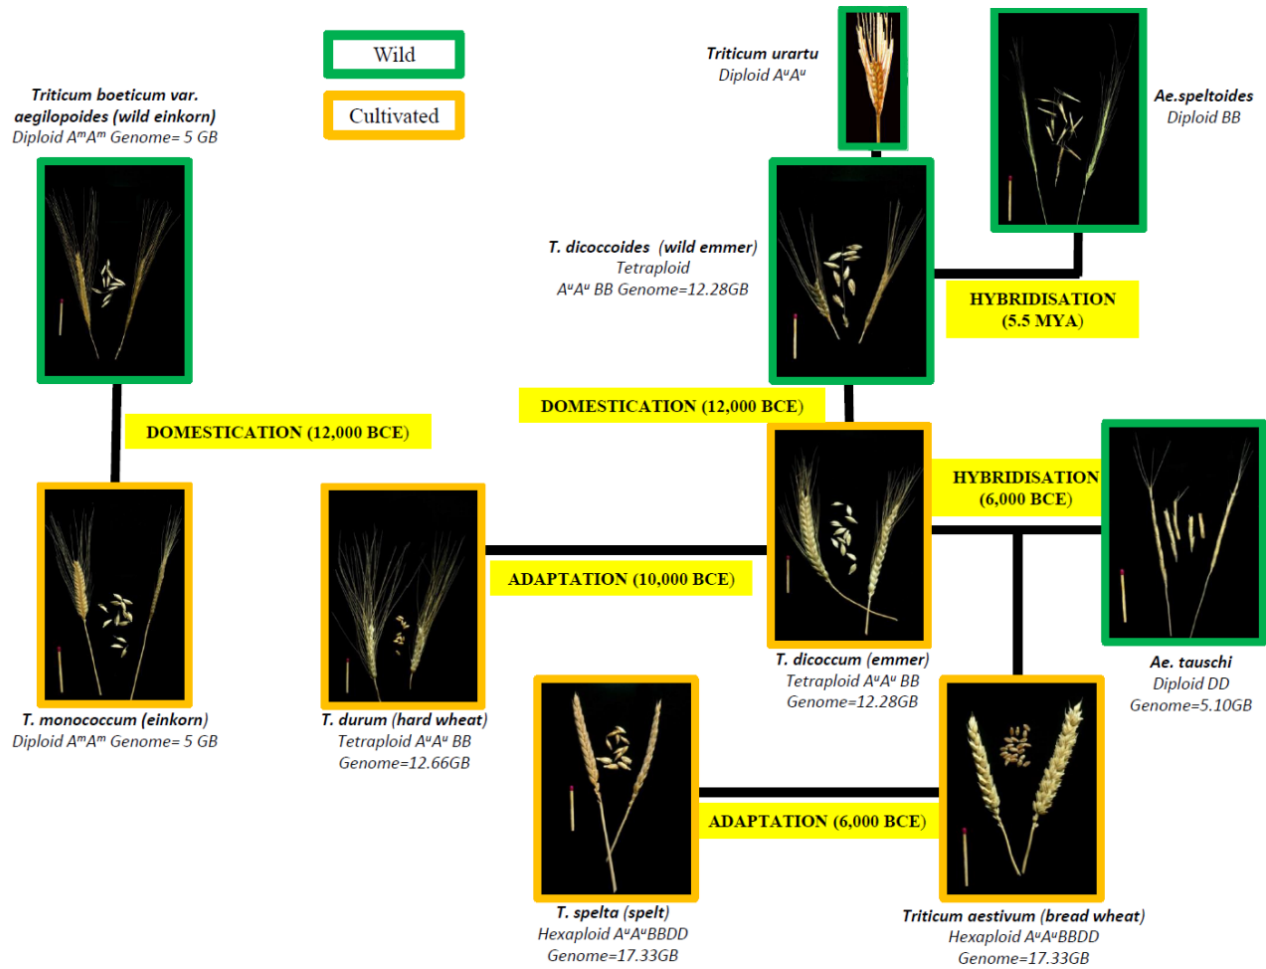 Wild
Cultivated
Triticum boeticum var.
aegilopoides (wild einkorn)
Diploid AᵐAᵐ Genome= 5 GB
Triticum urartu
Diploid AᵘAᵘ
Ae.speltoides
Diploid BB
T. dicoccoides (wild emmer)
Tetraploid
AᵘAᵘ BB Genome=12.28GB
HYBRIDISATION
(5.5 MYA)
DOMESTICATION (12,000 BCE)
DOMESTICATION (12,000 BCE)
HYBRIDISATION
(6,000 BCE)
ADAPTATION (10,000 BCE)
T. dicoccum (emmer)
Tetraploid AᵘAᵘ BB
Genome=12.28GB
Ae. tauschi
Diploid DD
Genome=5.10GB
T. monococcum (einkorn)
Diploid AᵐAᵐ Genome= 5 GB
T. durum (hard wheat)
Tetraploid AᵘAᵘ BB
Genome=12.66GB
ADAPTATION (6,000 BCE)
T. spelta (spelt)
Hexaploid AᵘAᵘBBDD
Genome=17.33GB
Triticum aestivum (bread wheat)
Hexaploid AᵘAᵘBBDD
Genome=17.33GB